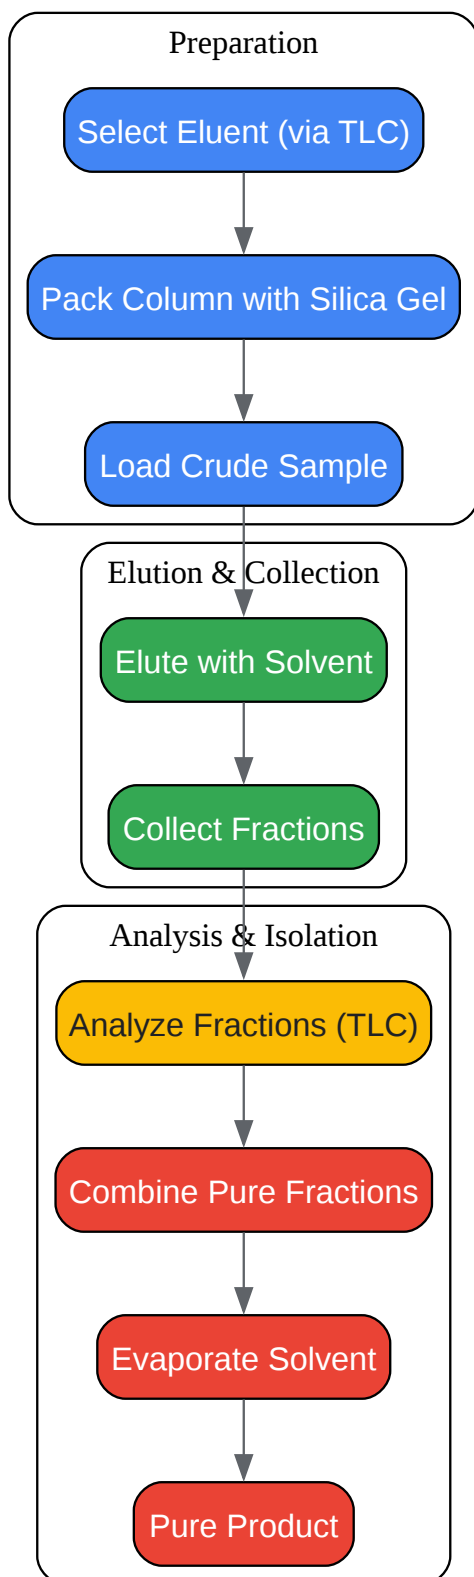 Preparation
Select Eluent (via TLC)
Pack Column with Silica Gel
Load Crude Sample
Elution & Collection
Elute with Solvent
Collect Fractions
Analysis & Isolation
Analyze Fractions (TLC)
Combine Pure Fractions
Evaporate Solvent
Pure Product